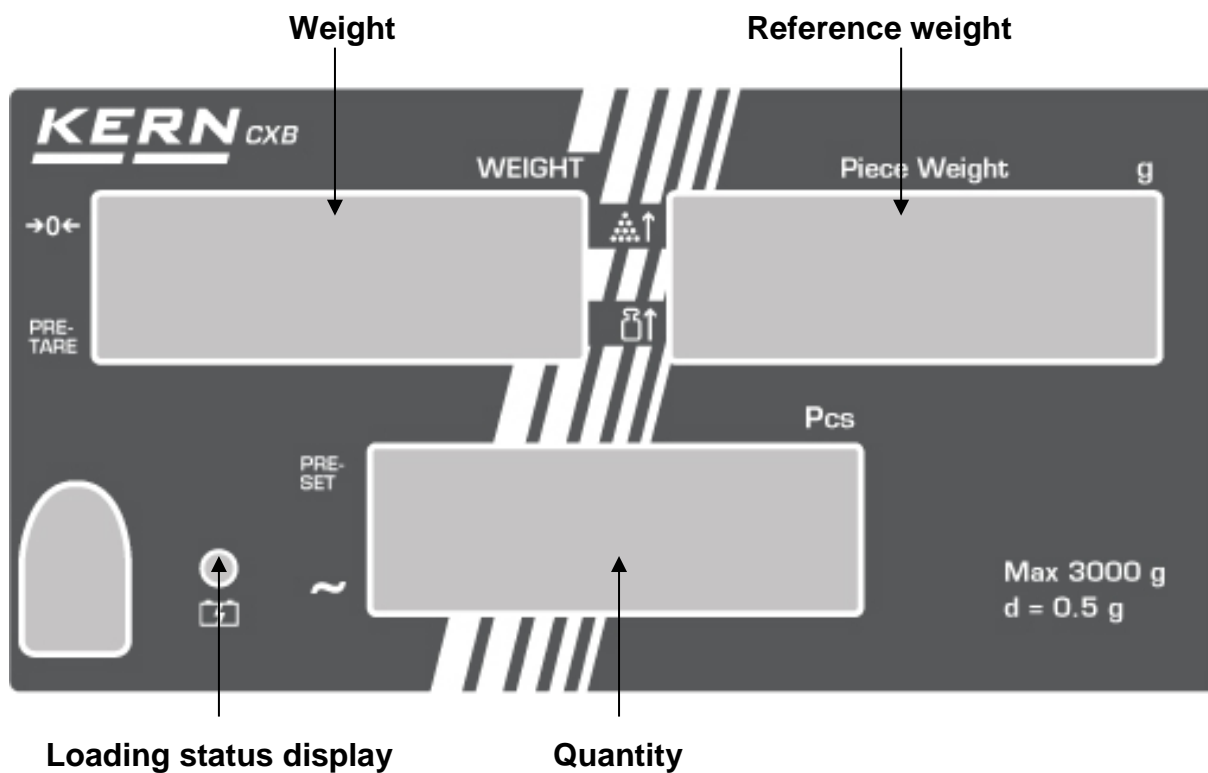 Weight
Reference weight
KERN CXB
WEIGHT
Piece Weight g
→0←
PRE-
TARE
Pcs
PRE-
SET
~
Max 3000 g
d = 0.5 g
Loading status display
Quantity